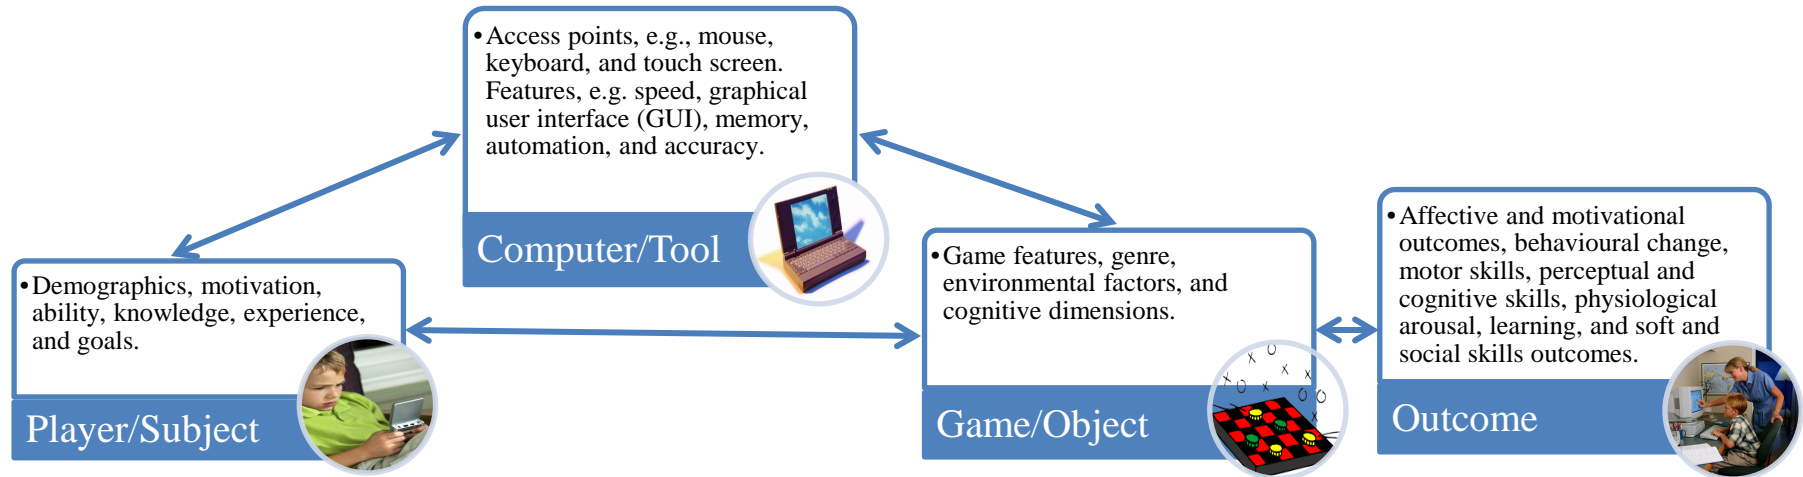 •Access points, e.g., mouse,
keyboard, and touch screen.
Features, e.g. speed, graphical
user interface (GUI), memory,
automation, and accuracy.
Computer/Tool
•Demographics, motivation,
ability, knowledge, experience,
and goals.
Player/Subject
•Game features, genre,
environmental factors, and
cognitive dimensions.
Game/Object
•Affective and motivational
outcomes, behavioural change,
motor skills, perceptual and
cognitive skills, physiological
arousal, learning, and soft and
social skills outcomes.
Outcome